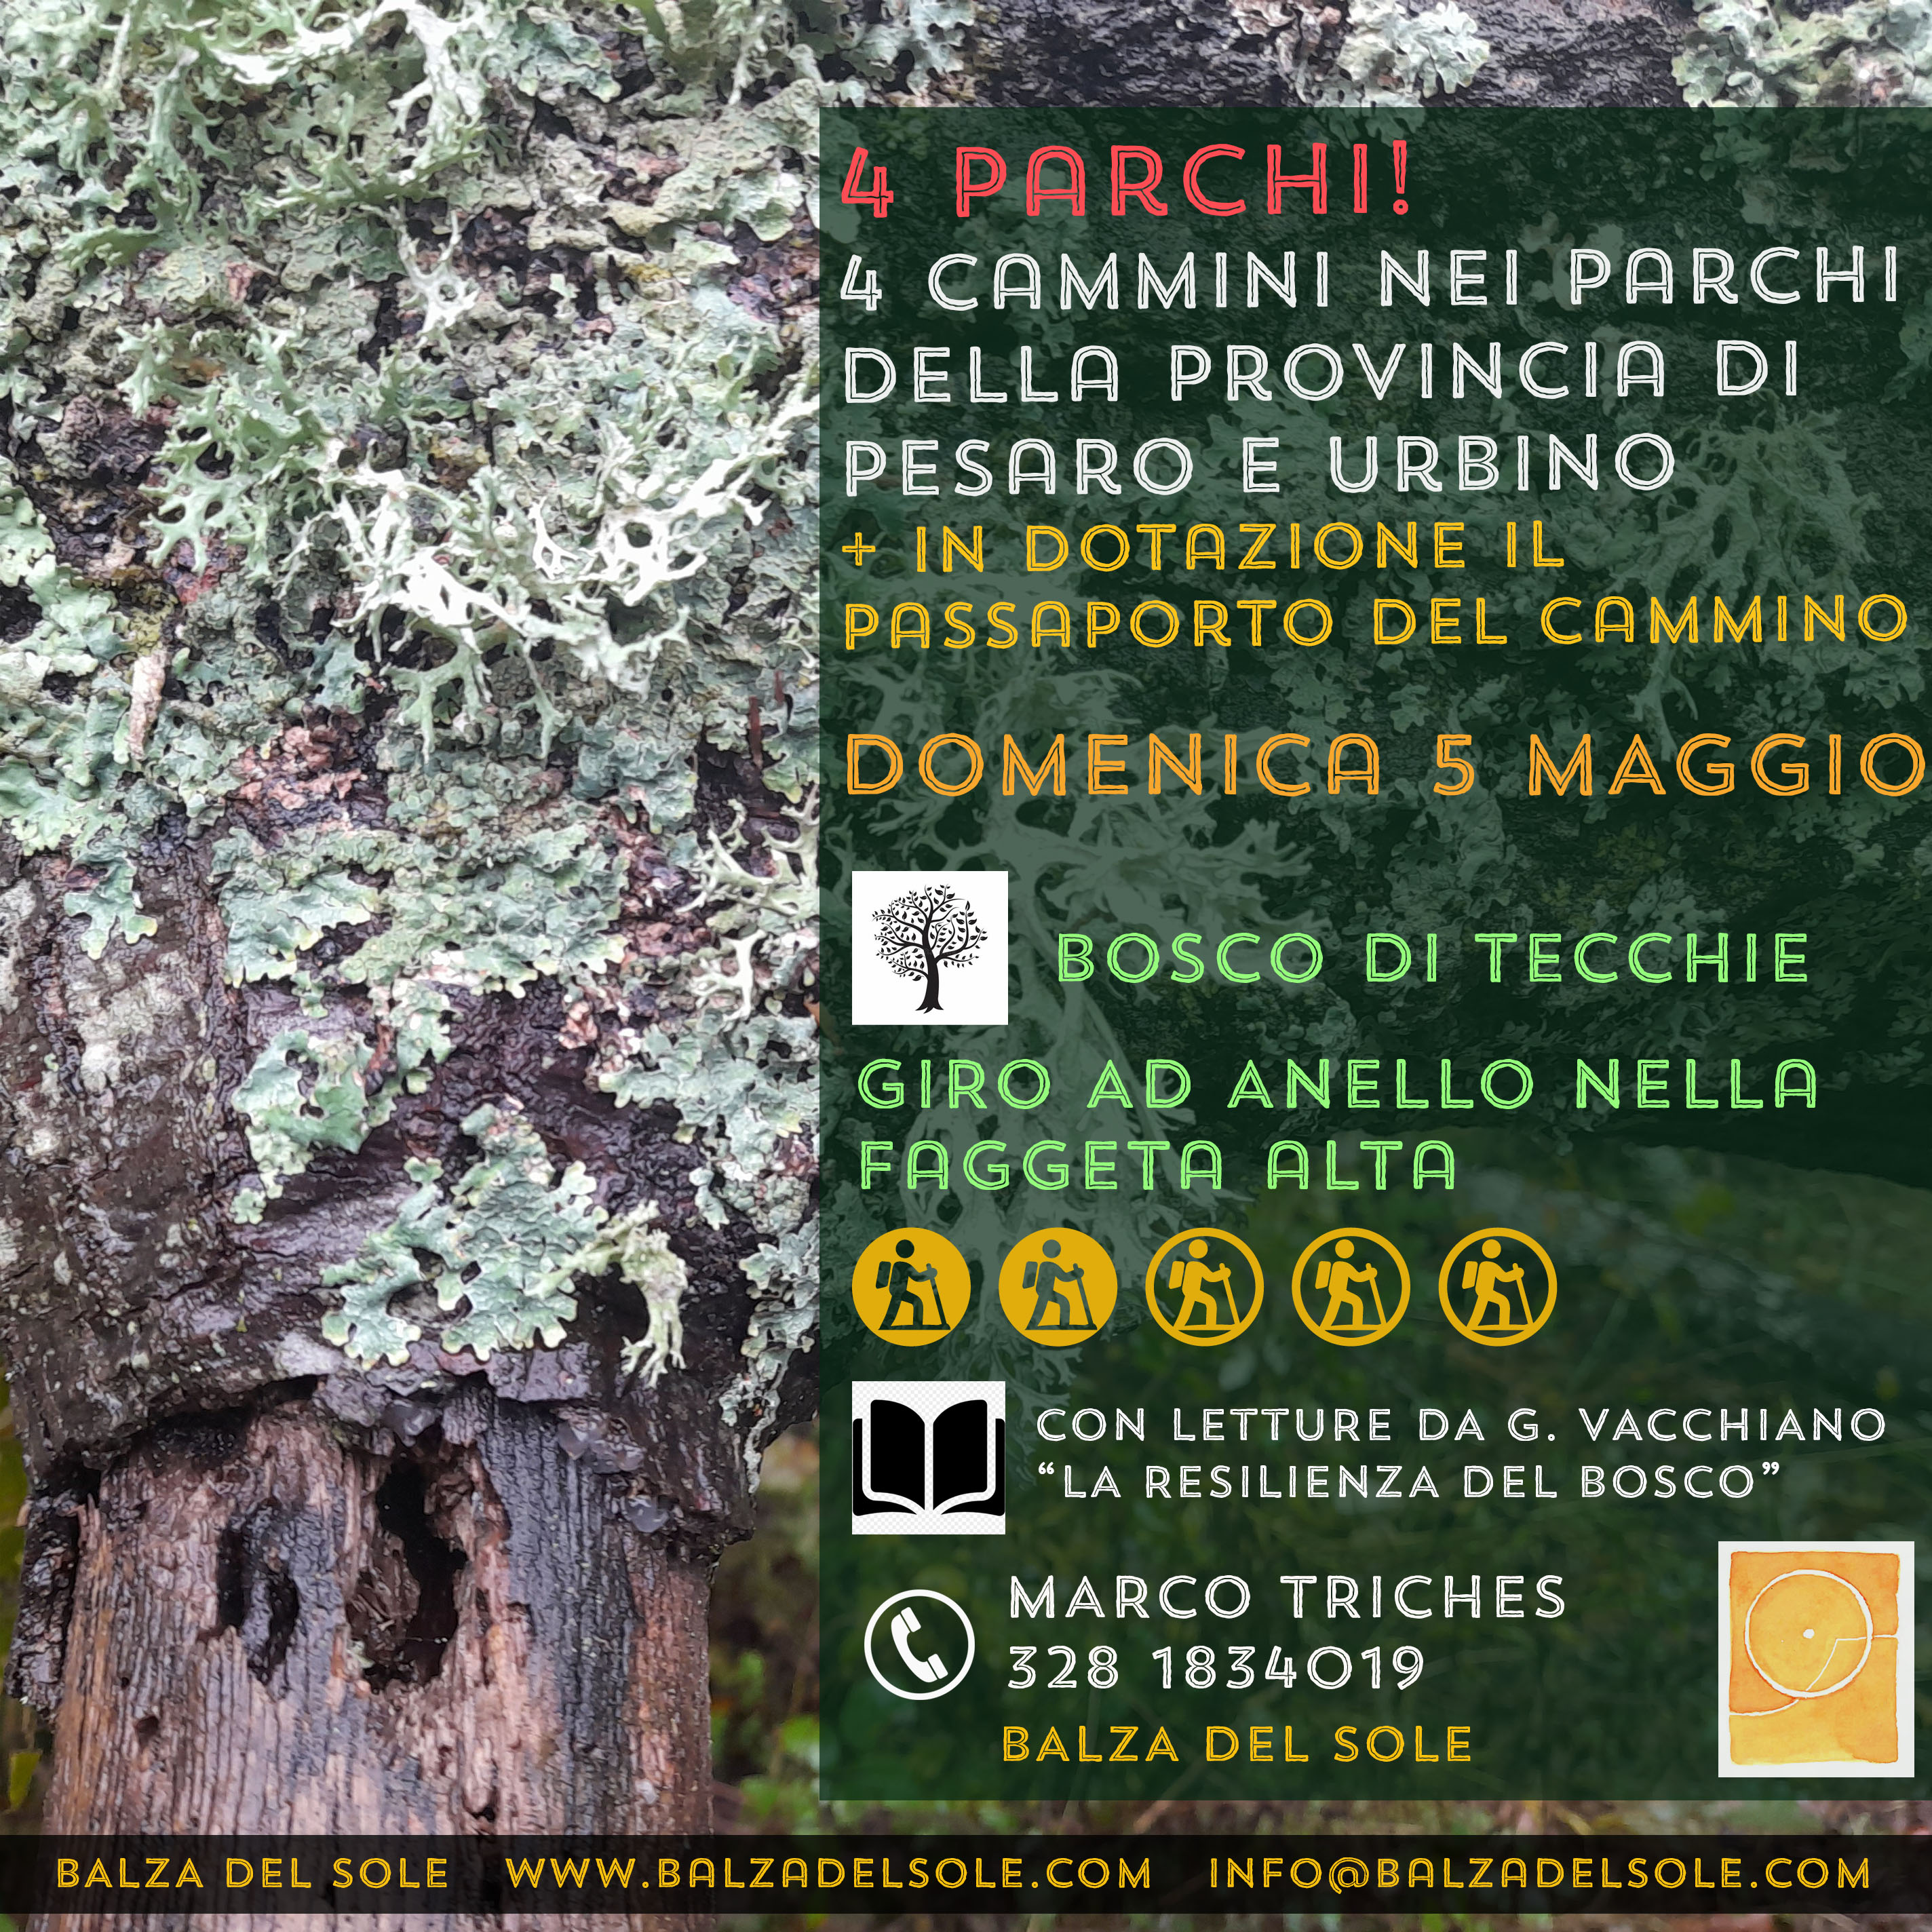 4 PARCHI!
4 CAMMINI NEI PARCHI
DELLA PROVINCIA DI
PESARO E URBINO
+ IN DOTAZIONE IL
PASSAPORTO DEL CAMMINO
DOMENICA 5 MAGGIO
BOSCO DI TECCHIE
GIRO AD ANELLO NELLA
FAGGETA ALTA
CON LETTURE DA G. VACCHIANO
“LA RESILIENZA DEL BOSCO”
MARCO TRICHES
328 1834019
BALZA DEL SOLE
BALZA DEL SOLE WWW.BALZADELSOLE.COM INFO@BALZADELSOLE.COM